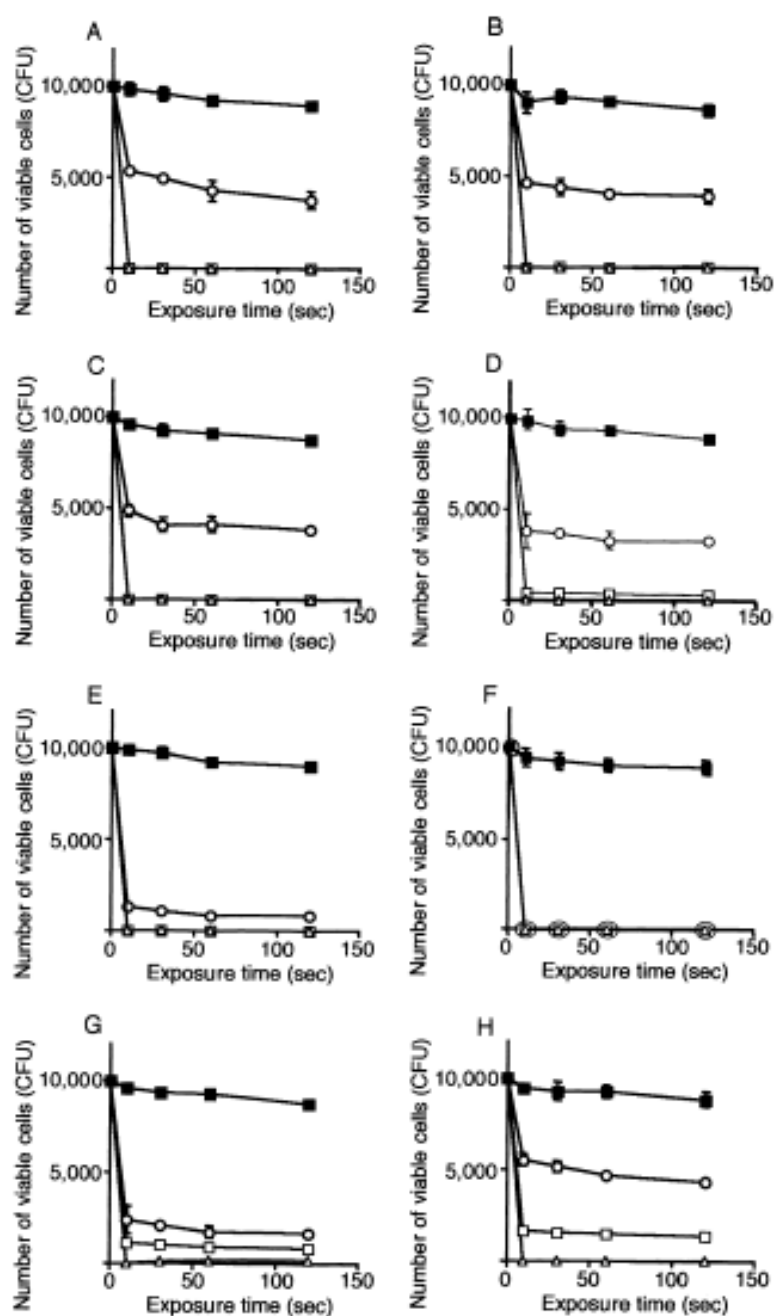 A
Number of viable cells (CFU)
10,000
5,000
0 50 100 150
Exposure time (sec)
B
Number of viable cells (CFU)
10,000
5,000
0 50 100 150
Exposure time (sec)
C
Number of viable cells (CFU)
10,000
5,000
0 50 100 150
Exposure time (sec)
D
Number of viable cells (CFU)
10,000
5,000
0 50 100 150
Exposure time (sec)
E
Number of viable cells (CFU)
10,000
5,000
0 50 100 150
Exposure time (sec)
F
Number of viable cells (CFU)
10,000
5,000
0 50 100 150
Exposure time (sec)
G
Number of viable cells (CFU)
10,000
5,000
0 50 100 150
Exposure time (sec)
H
Number of viable cells (CFU)
10,000
5,000
0 50 100 150
Exposure time (sec)